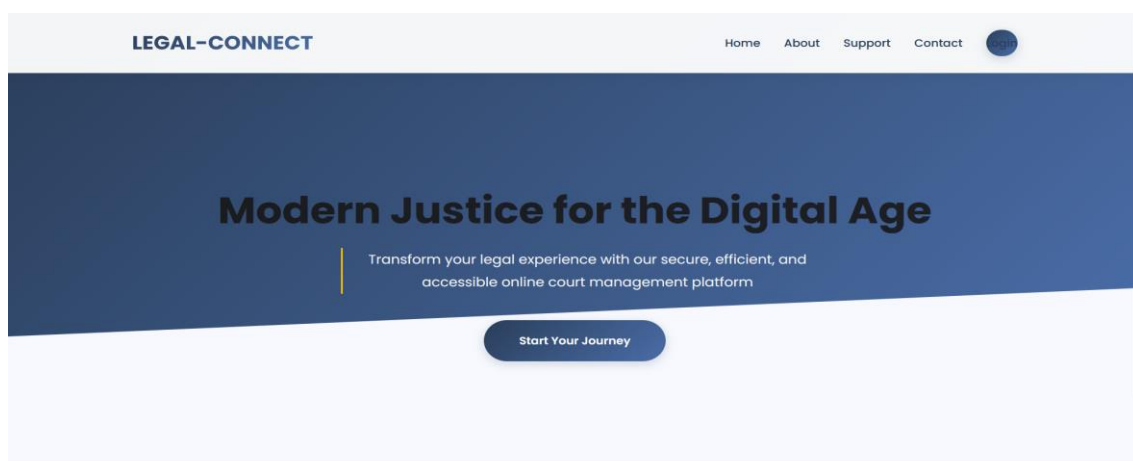 LEGAL-CONNECT
Home About Support Contact Login
Modern Justice for the Digital Age
Transform your legal experience with our secure, efficient, and
accessible online court management platform
Start Your Journey